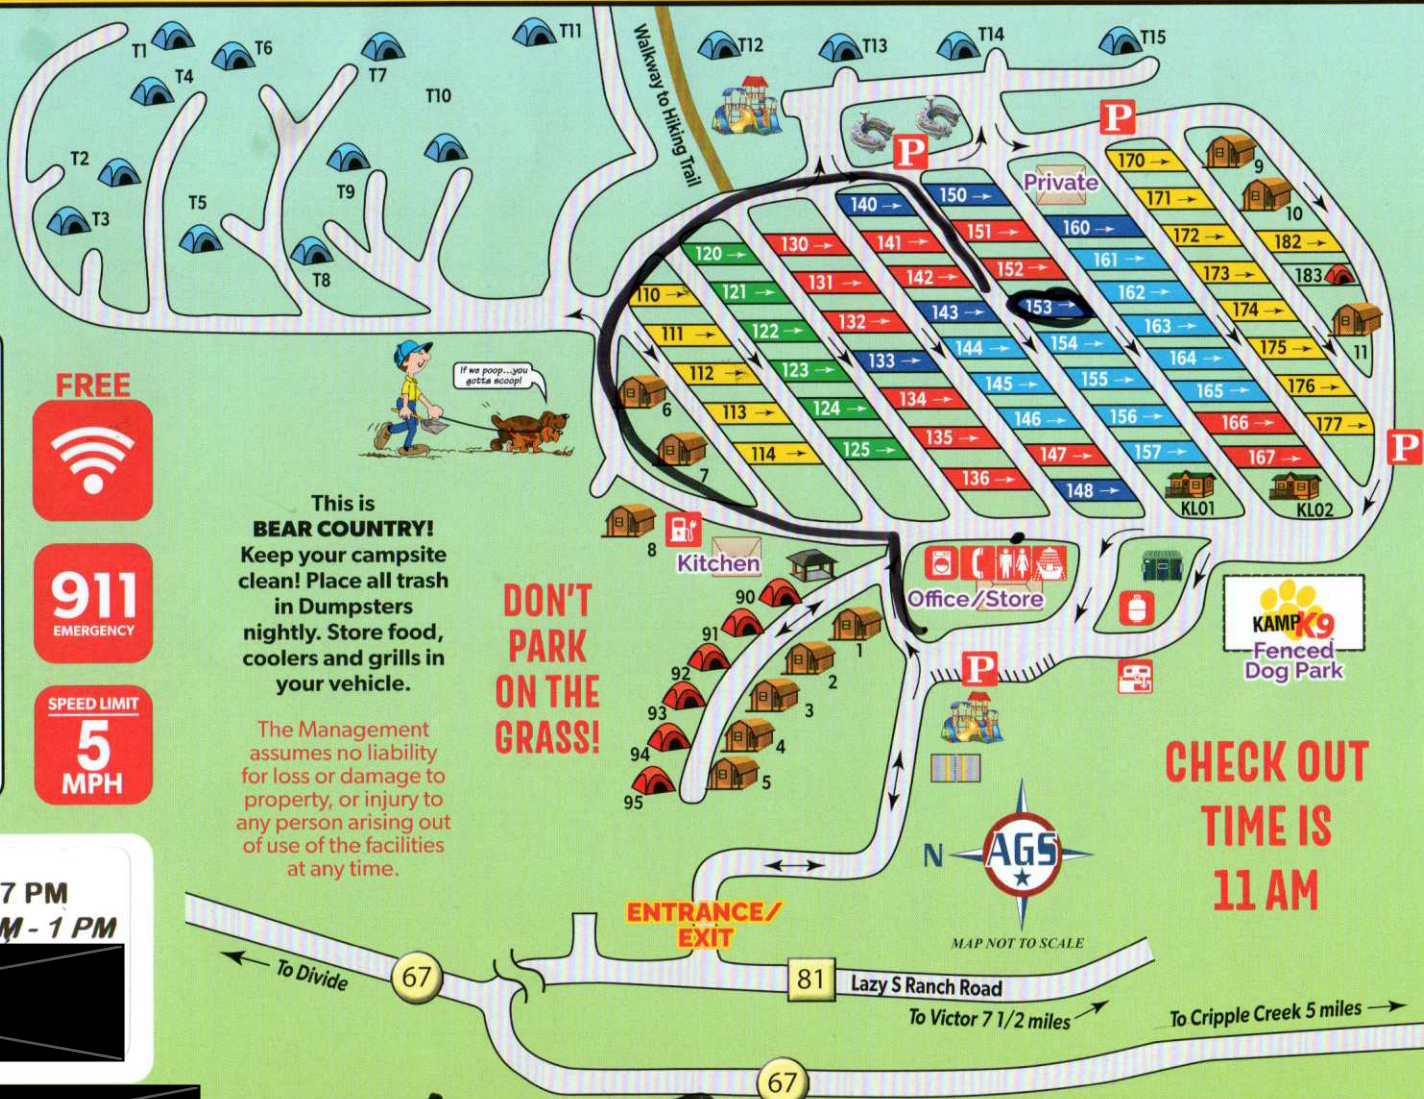 T1
T6
T7
T11
T4
T10
T2
T3
T5
T9
T8
Walkway to Hiking Trail
T12
T13
T14
T15
P
P
Private
9
10
11
183
110
111
112
113
114
120
121
122
123
124
125
130
131
132
133
134
135
136
140
141
142
143
144
145
146
147
148
150
151
152
153
154
155
156
157
KL01
160
161
162
163
164
165
166
167
KL02
170
171
172
173
174
175
176
177
182
P
FREE
911
EMERGENCY
SPEED LIMIT
5
MPH
If we poop...you
gotta scoop!
This is
BEAR COUNTRY!
Keep your campsite
clean! Place all trash
in Dumpsters
nightly. Store food,
coolers and grills in
your vehicle.
The Management
assumes no liability
for loss or damage to
property, or injury to
any person arising out
of use of the facilities
at any time.
DON'T
PARK
ON THE
GRASS!
6
7
8
Kitchen
Office/Store
90
91
92
93
94
95
1
2
3
4
5
P
KAMPK9
Fenced
Dog Park
CHECK OUT
TIME IS
11 AM
N
AGS
MAP NOT TO SCALE
ENTRANCE/
EXIT
7 PM
M - 1 PM
To Divide
67
81
Lazy S Ranch Road
To Victor 7 1/2 miles
To Cripple Creek 5 miles
67